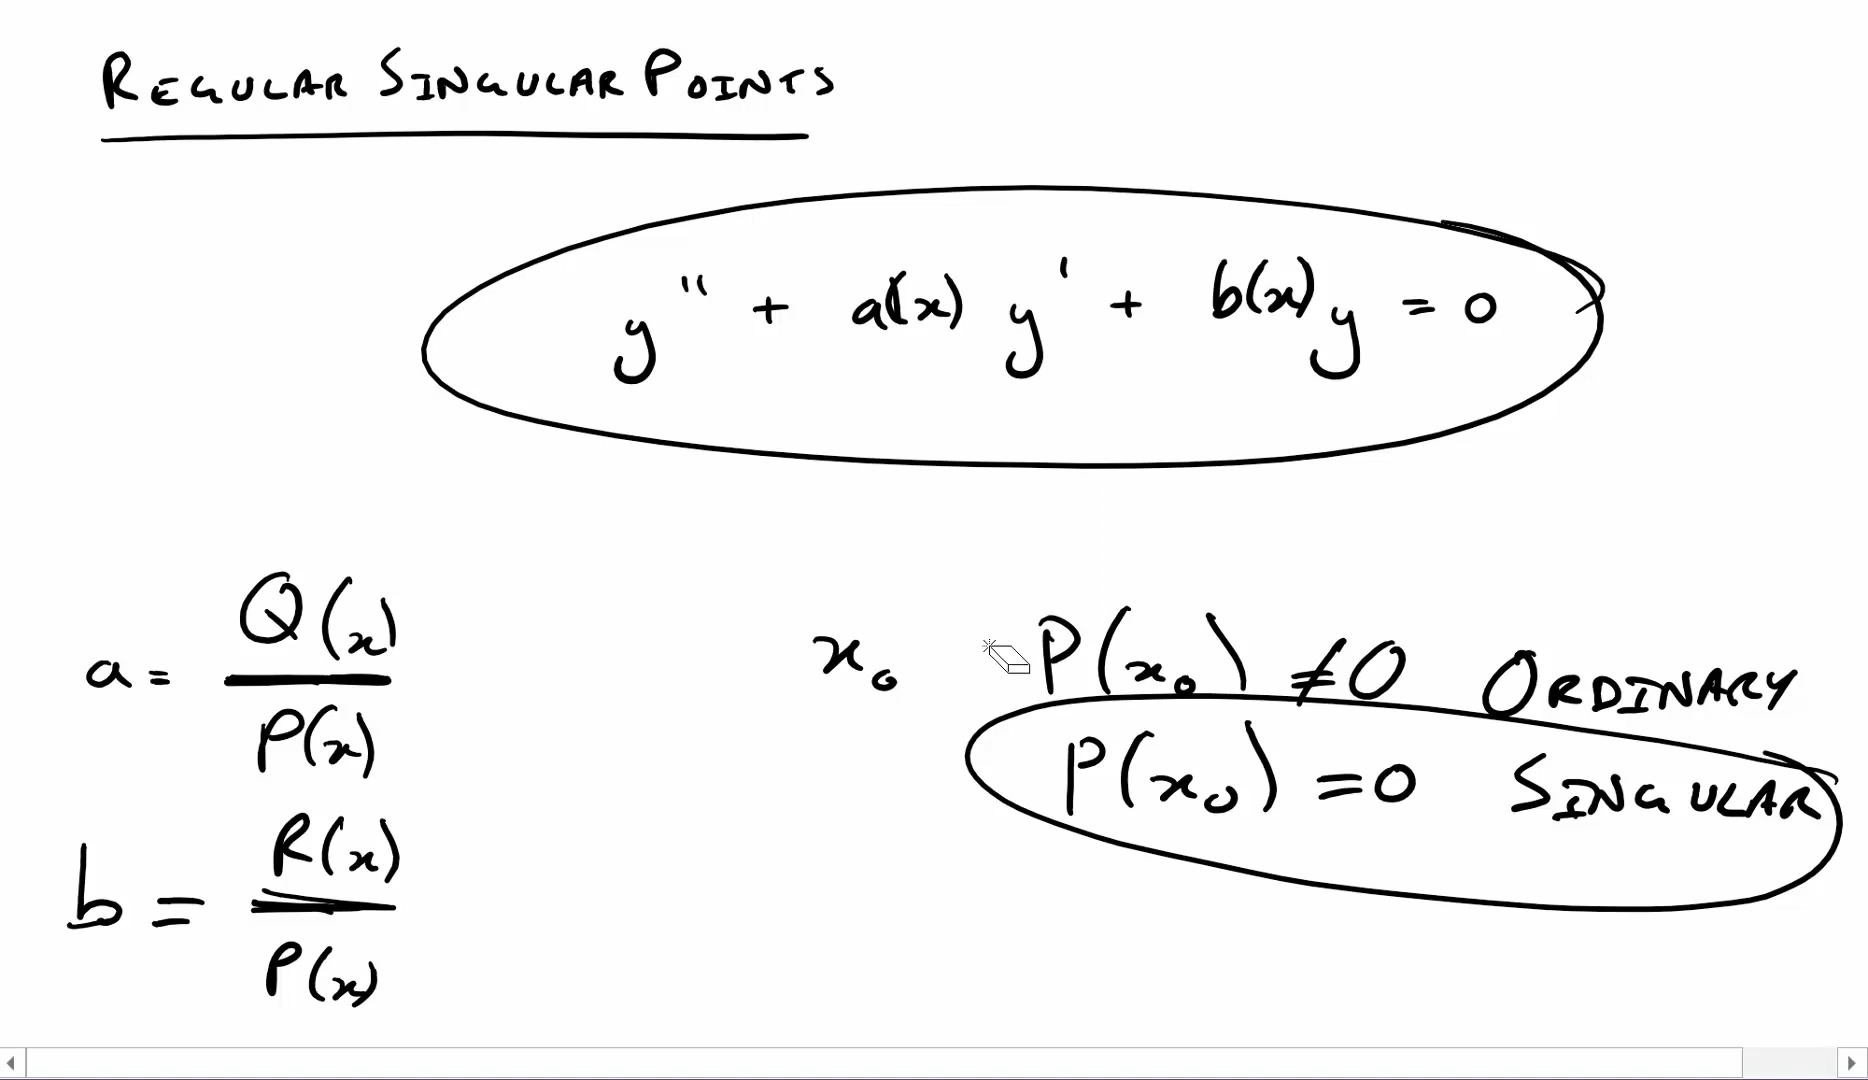 REGULAR SINGULAR POINTS
y'' + a(x) y' + b(x) y = 0
a = Q(x) / P(x)
x₀ P(x₀) ≠ 0 ORDINARY
P(x₀) = 0 SINGULAR
b = R(x) / P(x)